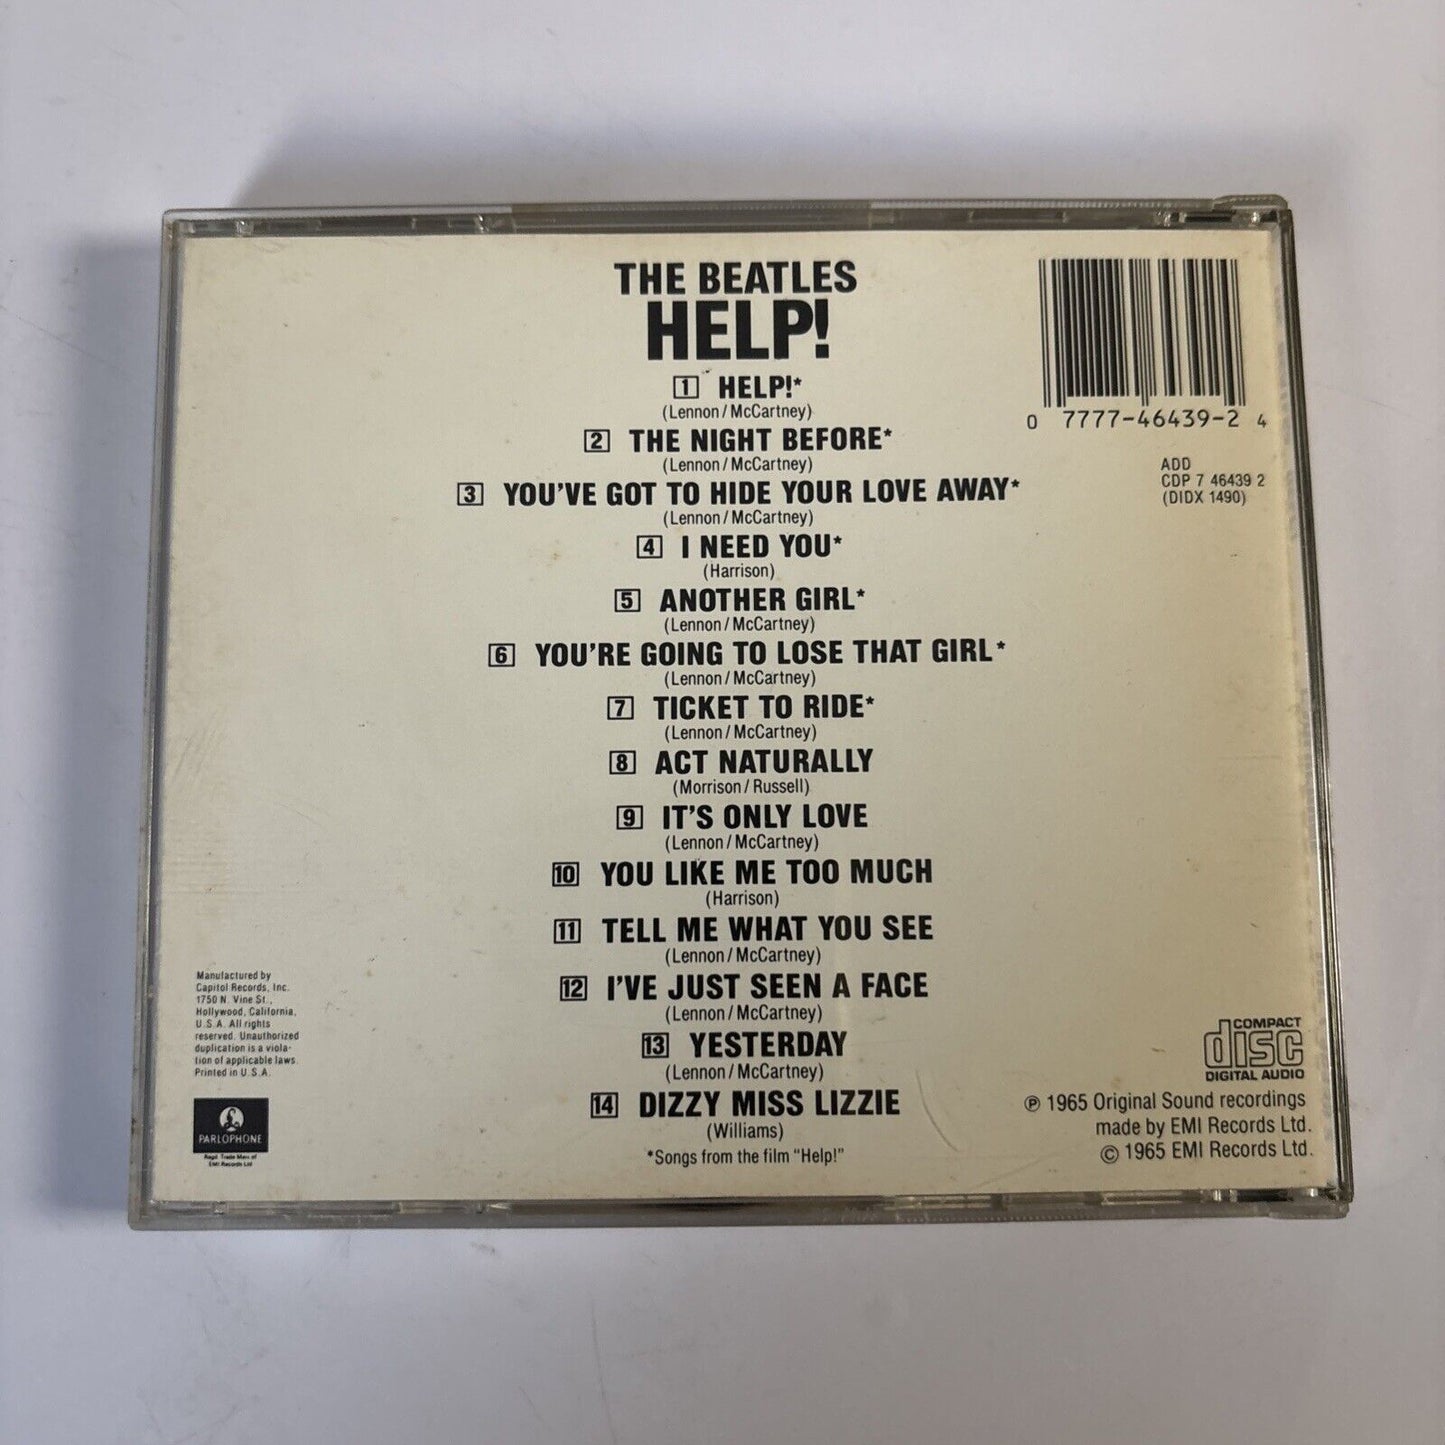 THE BEATLES
HELP!
1 HELP!*
(Lennon/McCartney)
2 THE NIGHT BEFORE*
(Lennon/McCartney)
3 YOU'VE GOT TO HIDE YOUR LOVE AWAY*
(Lennon/McCartney)
4 I NEED YOU*
(Harrison)
5 ANOTHER GIRL*
(Lennon/McCartney)
6 YOU'RE GOING TO LOSE THAT GIRL*
(Lennon/McCartney)
7 TICKET TO RIDE*
(Lennon/McCartney)
8 ACT NATURALLY
(Morrison/Russell)
9 IT'S ONLY LOVE
(Lennon/McCartney)
10 YOU LIKE ME TOO MUCH
(Harrison)
11 TELL ME WHAT YOU SEE
(Lennon/McCartney)
12 I'VE JUST SEEN A FACE
(Lennon/McCartney)
13 YESTERDAY
(Lennon/McCartney)
14 DIZZY MISS LIZZIE
(Williams)
*Songs from the film "Help!"
0 7777-46439-2 4
ADD
CDP 7 46439 2
(DIDX 1490)
Manufactured by
Capitol Records, Inc.
1750 N. Vine St.,
Hollywood, California,
U.S.A. All rights
reserved. Unauthorized
duplication is a viola-
tion of applicable laws.
Printed in U.S.A.
PARLOPHONE
Regd. Trade Mark of
EMI Records Ltd
COMPACT
disc
DIGITAL AUDIO
℗ 1965 Original Sound recordings
made by EMI Records Ltd.
© 1965 EMI Records Ltd.